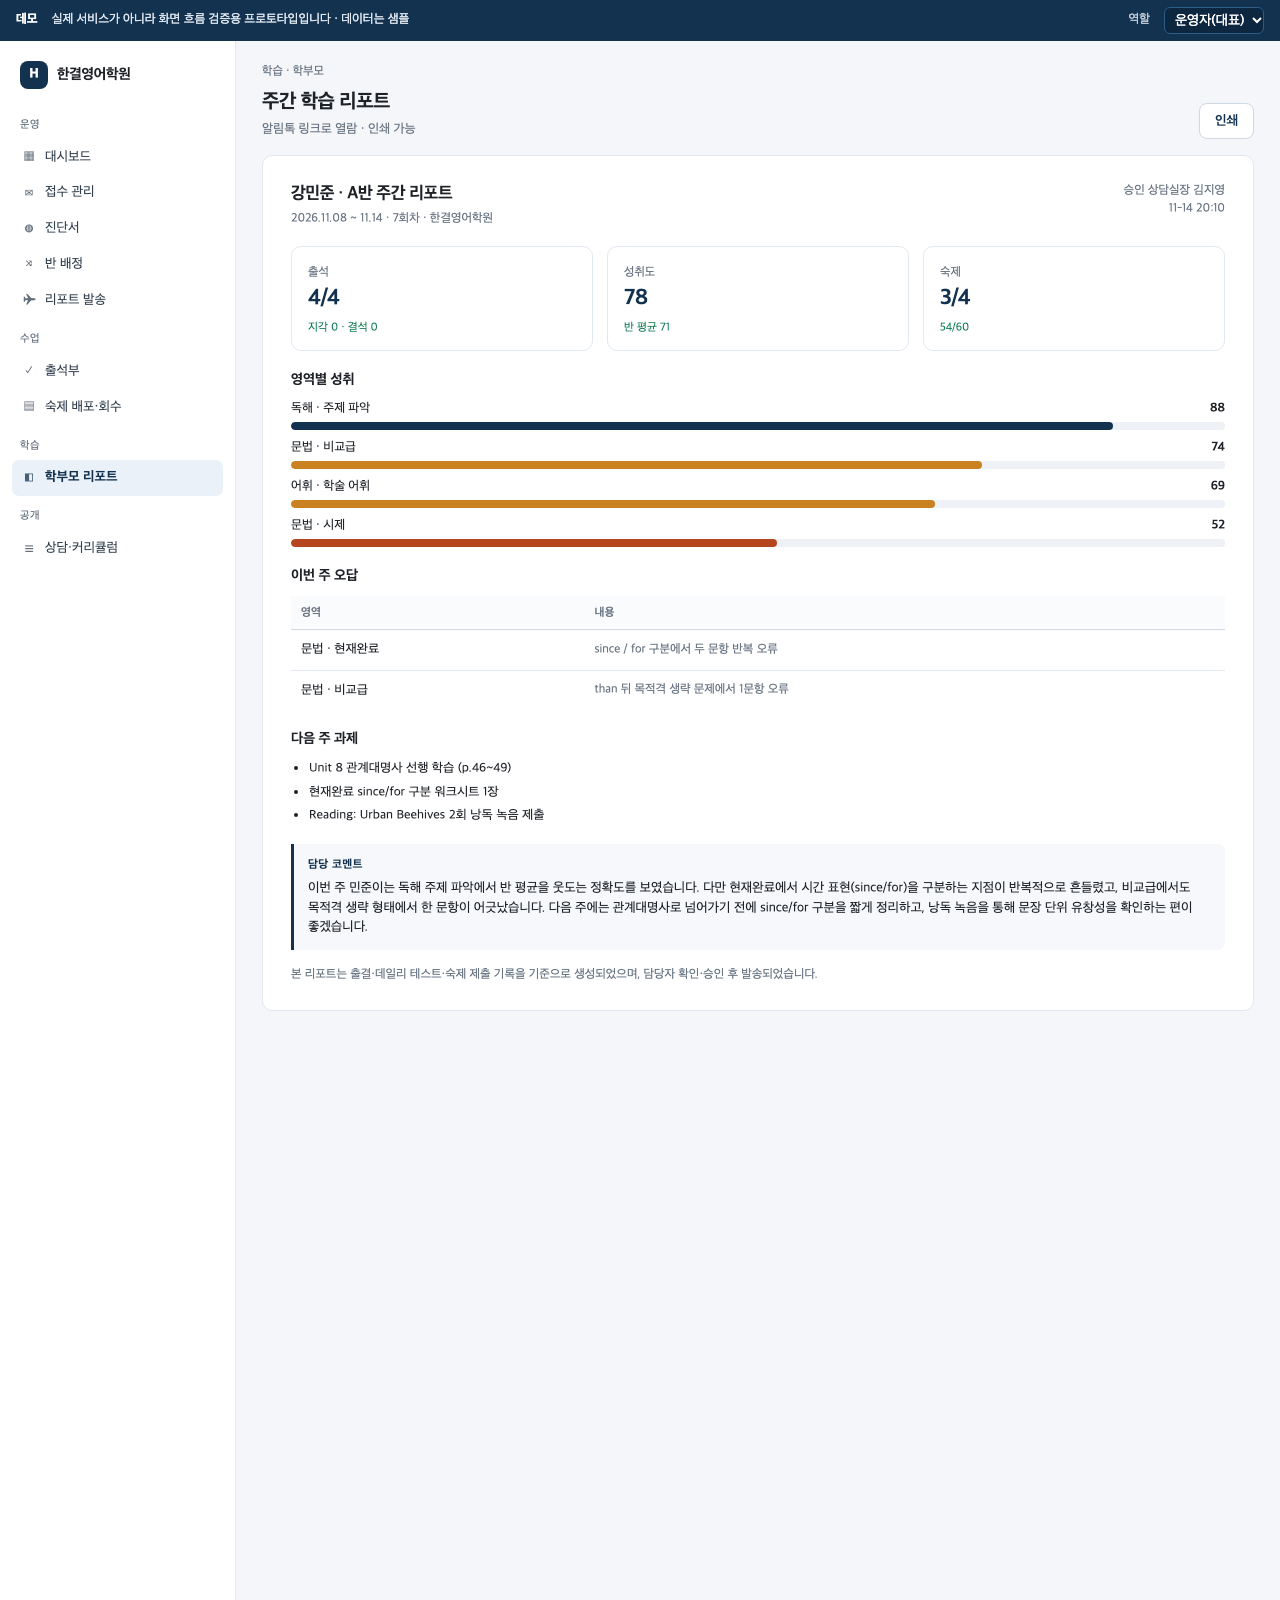 데모 실제 서비스가 아니라 화면 흐름 검증용 프로토타입입니다 · 데이터는 샘플
역할 운영자(대표)
H 한결영어학원
운영
대시보드
접수 관리
진단서
반 배정
리포트 발송
수업
출석부
숙제 배포·회수
학습
학부모 리포트
공개
상담·커리큘럼
학습 · 학부모
주간 학습 리포트
알림톡 링크로 열람 · 인쇄 가능
인쇄
강민준 · A반 주간 리포트
2026.11.08 ~ 11.14 · 7회차 · 한결영어학원
승인 상담실장 김지영
11-14 20:10
출석
4/4
지각 0 · 결석 0
성취도
78
반 평균 71
숙제
3/4
54/60
영역별 성취
독해 · 주제 파악 88
문법 · 비교급 74
어휘 · 학술 어휘 69
문법 · 시제 52
이번 주 오답
영역 내용
문법 · 현재완료 since / for 구분에서 두 문항 반복 오류
문법 · 비교급 than 뒤 목적격 생략 문제에서 1문항 오류
다음 주 과제
• Unit 8 관계대명사 선행 학습 (p.46~49)
• 현재완료 since/for 구분 워크시트 1장
• Reading: Urban Beehives 2회 낭독 녹음 제출
담당 코멘트
이번 주 민준이는 독해 주제 파악에서 반 평균을 웃도는 정확도를 보였습니다. 다만 현재완료에서 시간 표현(since/for)을 구분하는 지점이 반복적으로 흔들렸고, 비교급에서도
목적격 생략 형태에서 한 문항이 어긋났습니다. 다음 주에는 관계대명사로 넘어가기 전에 since/for 구분을 짧게 정리하고, 낭독 녹음을 통해 문장 단위 유창성을 확인하는 편이
좋겠습니다.
본 리포트는 출결·데일리 테스트·숙제 제출 기록을 기준으로 생성되었으며, 담당자 확인·승인 후 발송되었습니다.